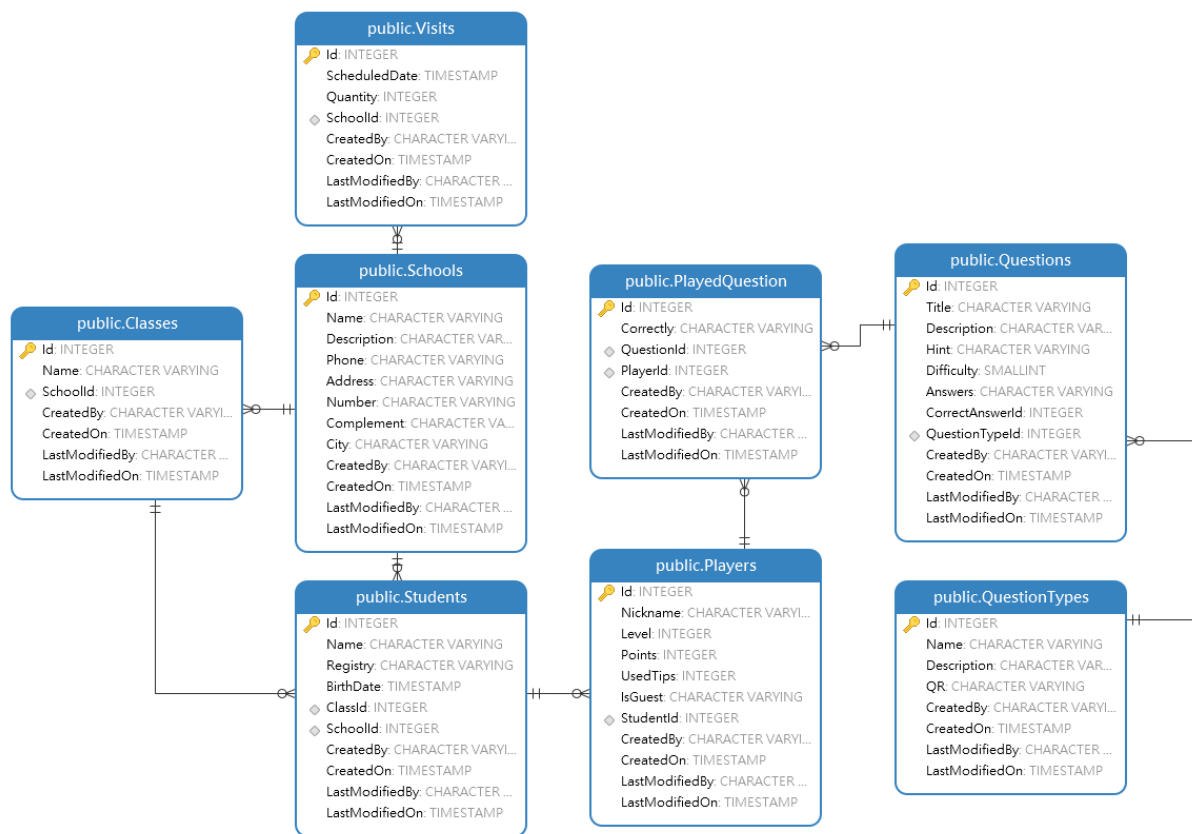 public.Visits
Id: INTEGER
ScheduledDate: TIMESTAMP
Quantity: INTEGER
SchoolId: INTEGER
CreatedBy: CHARACTER VARYI...
CreatedOn: TIMESTAMP
LastModifiedBy: CHARACTER ...
LastModifiedOn: TIMESTAMP
public.Schools
Id: INTEGER
Name: CHARACTER VARYING
Description: CHARACTER VAR...
Phone: CHARACTER VARYING
Address: CHARACTER VARYING
Number: CHARACTER VARYING
Complement: CHARACTER VA...
City: CHARACTER VARYING
CreatedBy: CHARACTER VARYI...
CreatedOn: TIMESTAMP
LastModifiedBy: CHARACTER ...
LastModifiedOn: TIMESTAMP
public.Classes
Id: INTEGER
Name: CHARACTER VARYING
SchoolId: INTEGER
CreatedBy: CHARACTER VARYI...
CreatedOn: TIMESTAMP
LastModifiedBy: CHARACTER ...
LastModifiedOn: TIMESTAMP
public.Students
Id: INTEGER
Name: CHARACTER VARYING
Registry: CHARACTER VARYING
BirthDate: TIMESTAMP
ClassId: INTEGER
SchoolId: INTEGER
CreatedBy: CHARACTER VARYI...
CreatedOn: TIMESTAMP
LastModifiedBy: CHARACTER ...
LastModifiedOn: TIMESTAMP
public.PlayedQuestion
Id: INTEGER
Correctly: CHARACTER VARYING
QuestionId: INTEGER
PlayerId: INTEGER
CreatedBy: CHARACTER VARYI...
CreatedOn: TIMESTAMP
LastModifiedBy: CHARACTER ...
LastModifiedOn: TIMESTAMP
public.Players
Id: INTEGER
Nickname: CHARACTER VARYI...
Level: INTEGER
Points: INTEGER
UsedTips: INTEGER
IsGuest: CHARACTER VARYING
StudentId: INTEGER
CreatedBy: CHARACTER VARYI...
CreatedOn: TIMESTAMP
LastModifiedBy: CHARACTER ...
LastModifiedOn: TIMESTAMP
public.Questions
Id: INTEGER
Title: CHARACTER VARYING
Description: CHARACTER VAR...
Hint: CHARACTER VARYING
Difficulty: SMALLINT
Answers: CHARACTER VARYING
CorrectAnswerId: INTEGER
QuestionTypeId: INTEGER
CreatedBy: CHARACTER VARYI...
CreatedOn: TIMESTAMP
LastModifiedBy: CHARACTER ...
LastModifiedOn: TIMESTAMP
public.QuestionTypes
Id: INTEGER
Name: CHARACTER VARYING
Description: CHARACTER VAR...
QR: CHARACTER VARYING
CreatedBy: CHARACTER VARYI...
CreatedOn: TIMESTAMP
LastModifiedBy: CHARACTER ...
LastModifiedOn: TIMESTAMP